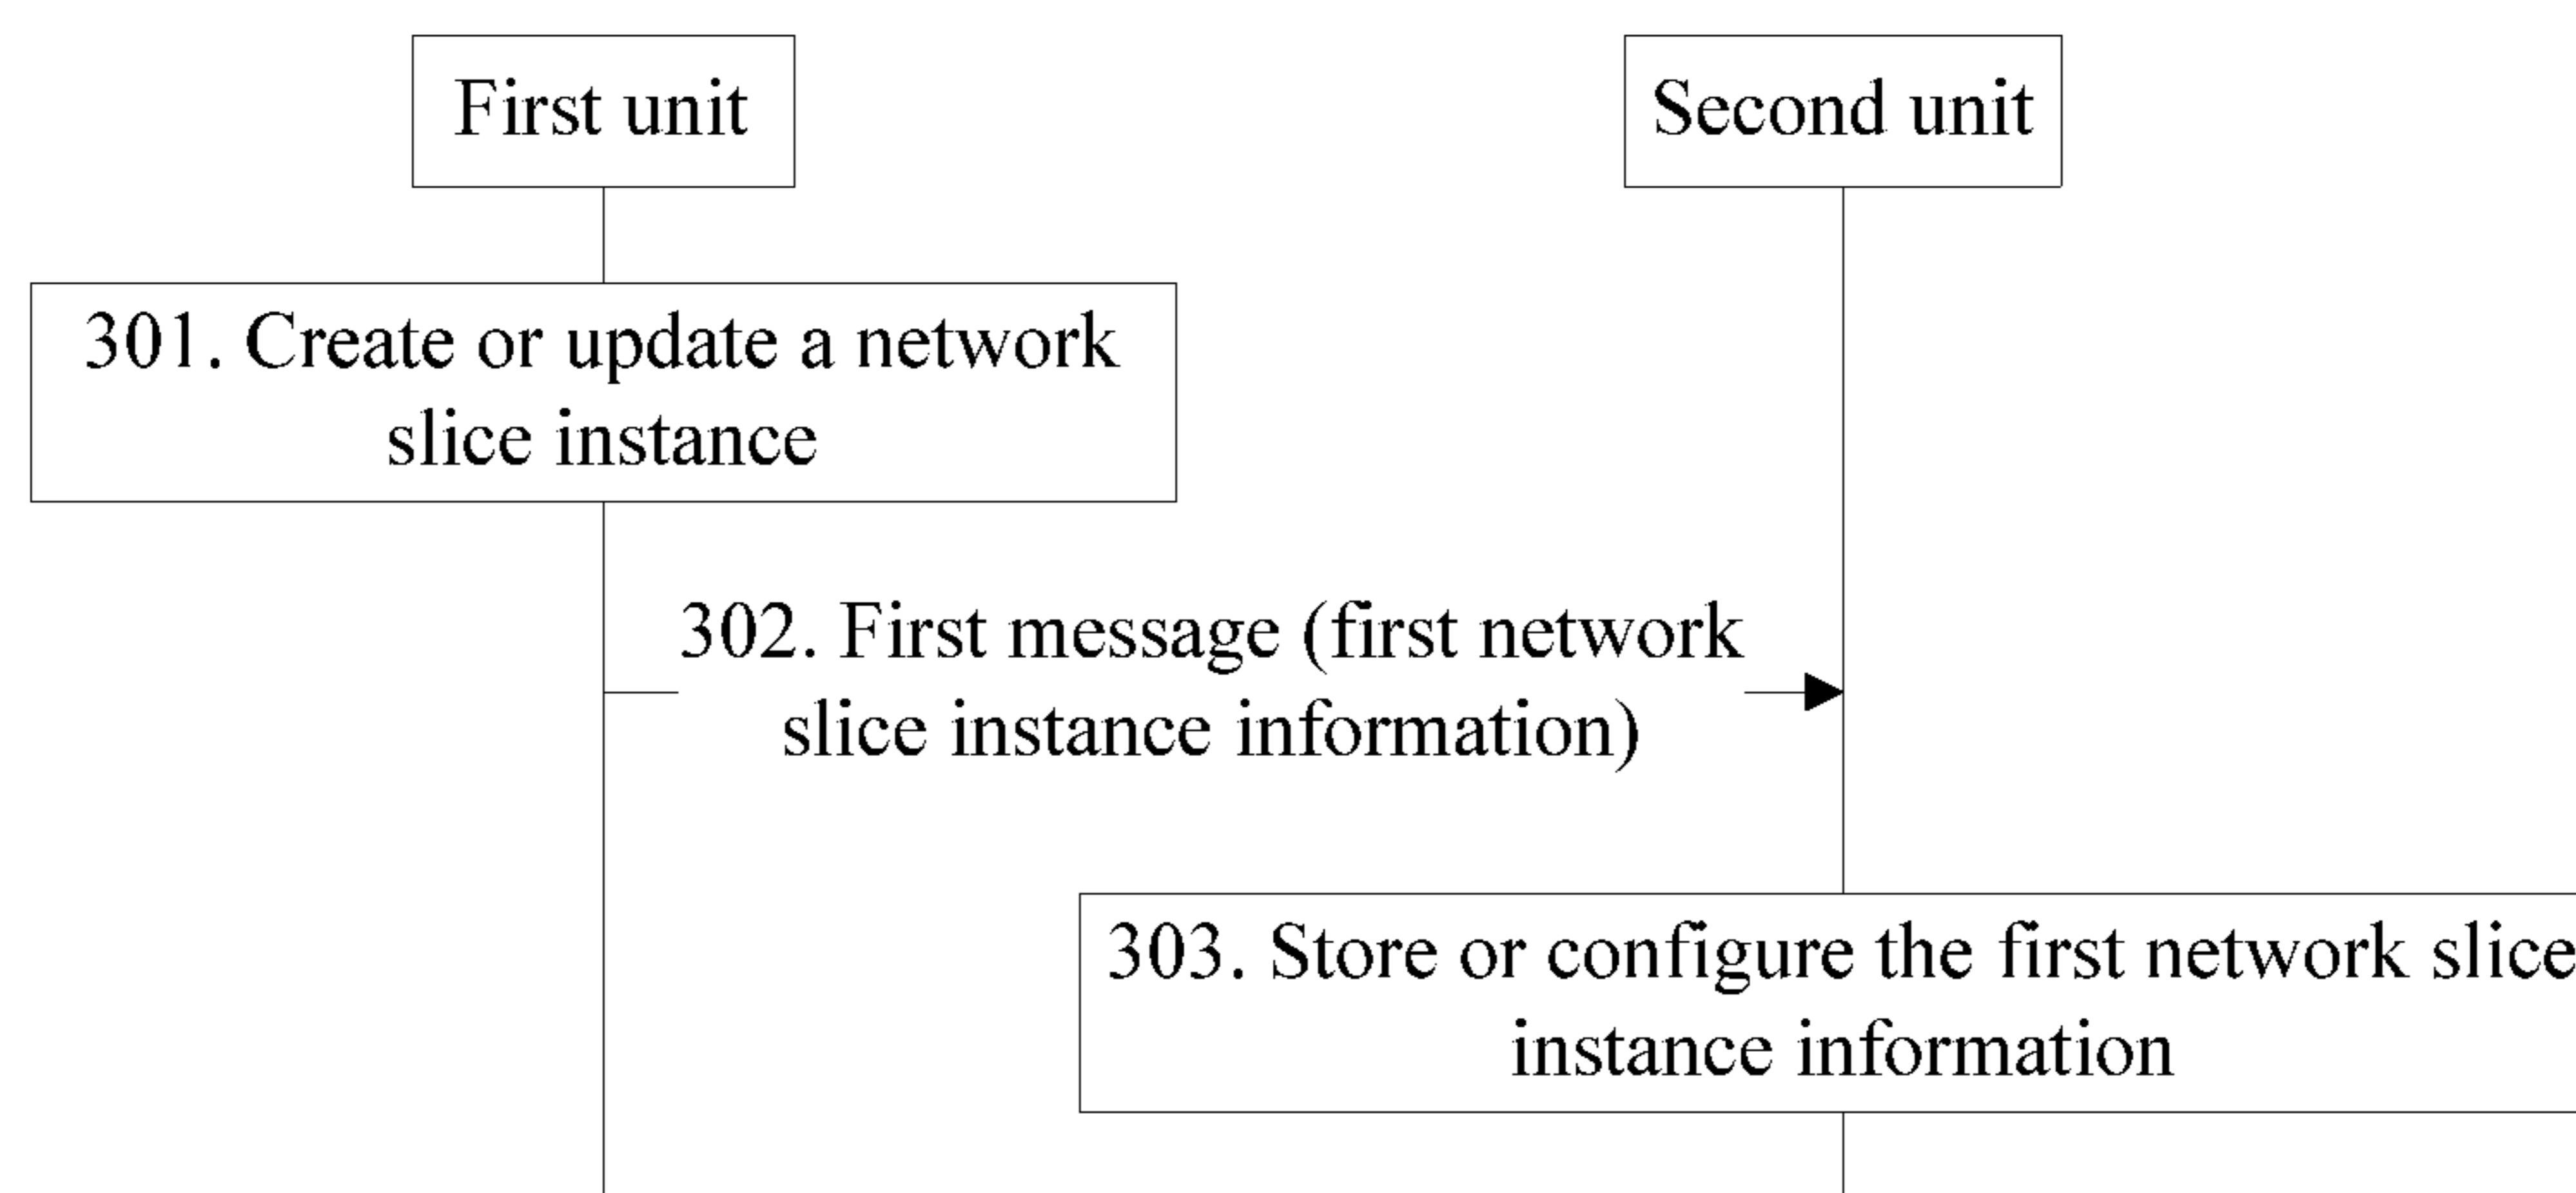 First unit
Second unit
301. Create or update a network
slice instance
302. First message (first network
slice instance information)
303. Store or configure the first network slice
instance information